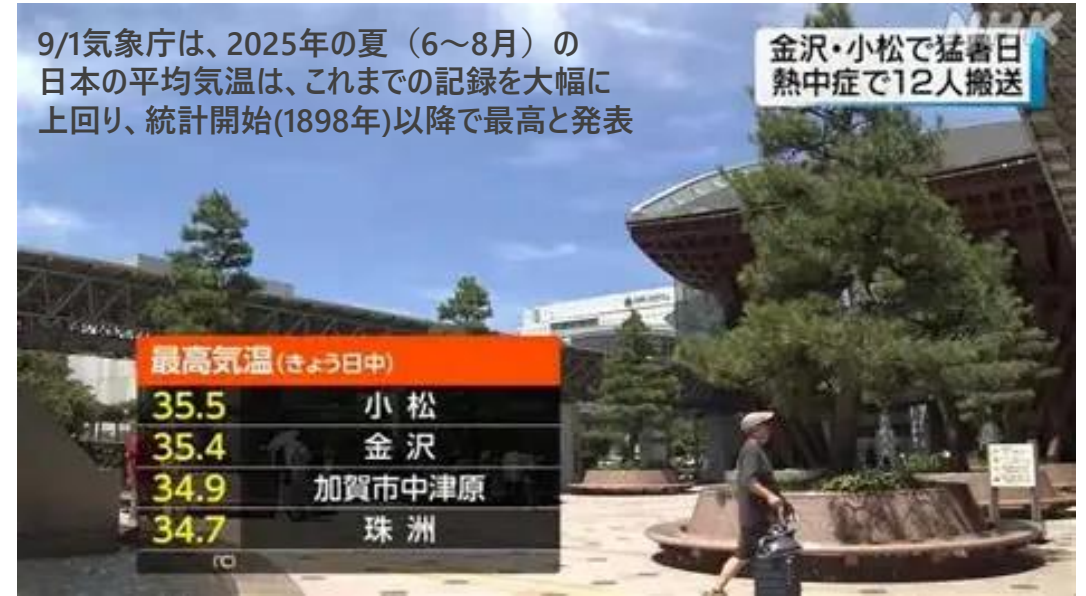 9/1気象庁は、2025年の夏（6～8月）の
日本の平均気温は、これまでの記録を大幅に
上回り、統計開始(1898年)以降で最高と発表
NHK
金沢・小松で猛暑日
熱中症で12人搬送
最高気温(きょう日中)
35.5 小松
35.4 金沢
34.9 加賀市中津原
34.7 珠洲
℃